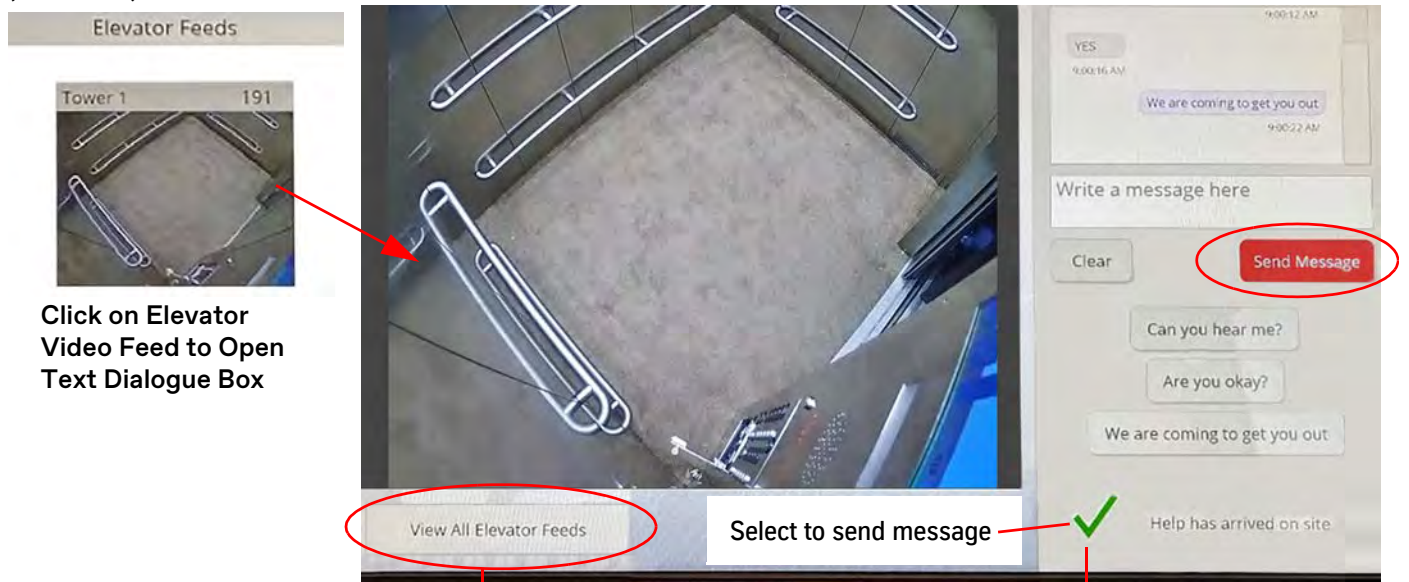 Elevator Feeds
Tower 1 191
Click on Elevator
Video Feed to Open
Text Dialogue Box
9:00:12 AM
YES
9:00:16 AM
We are coming to get you out
9:00:22 AM
Write a message here
Clear
Send Message
Can you hear me?
Are you okay?
We are coming to get you out
View All Elevator Feeds
Select to send message
Help has arrived on site